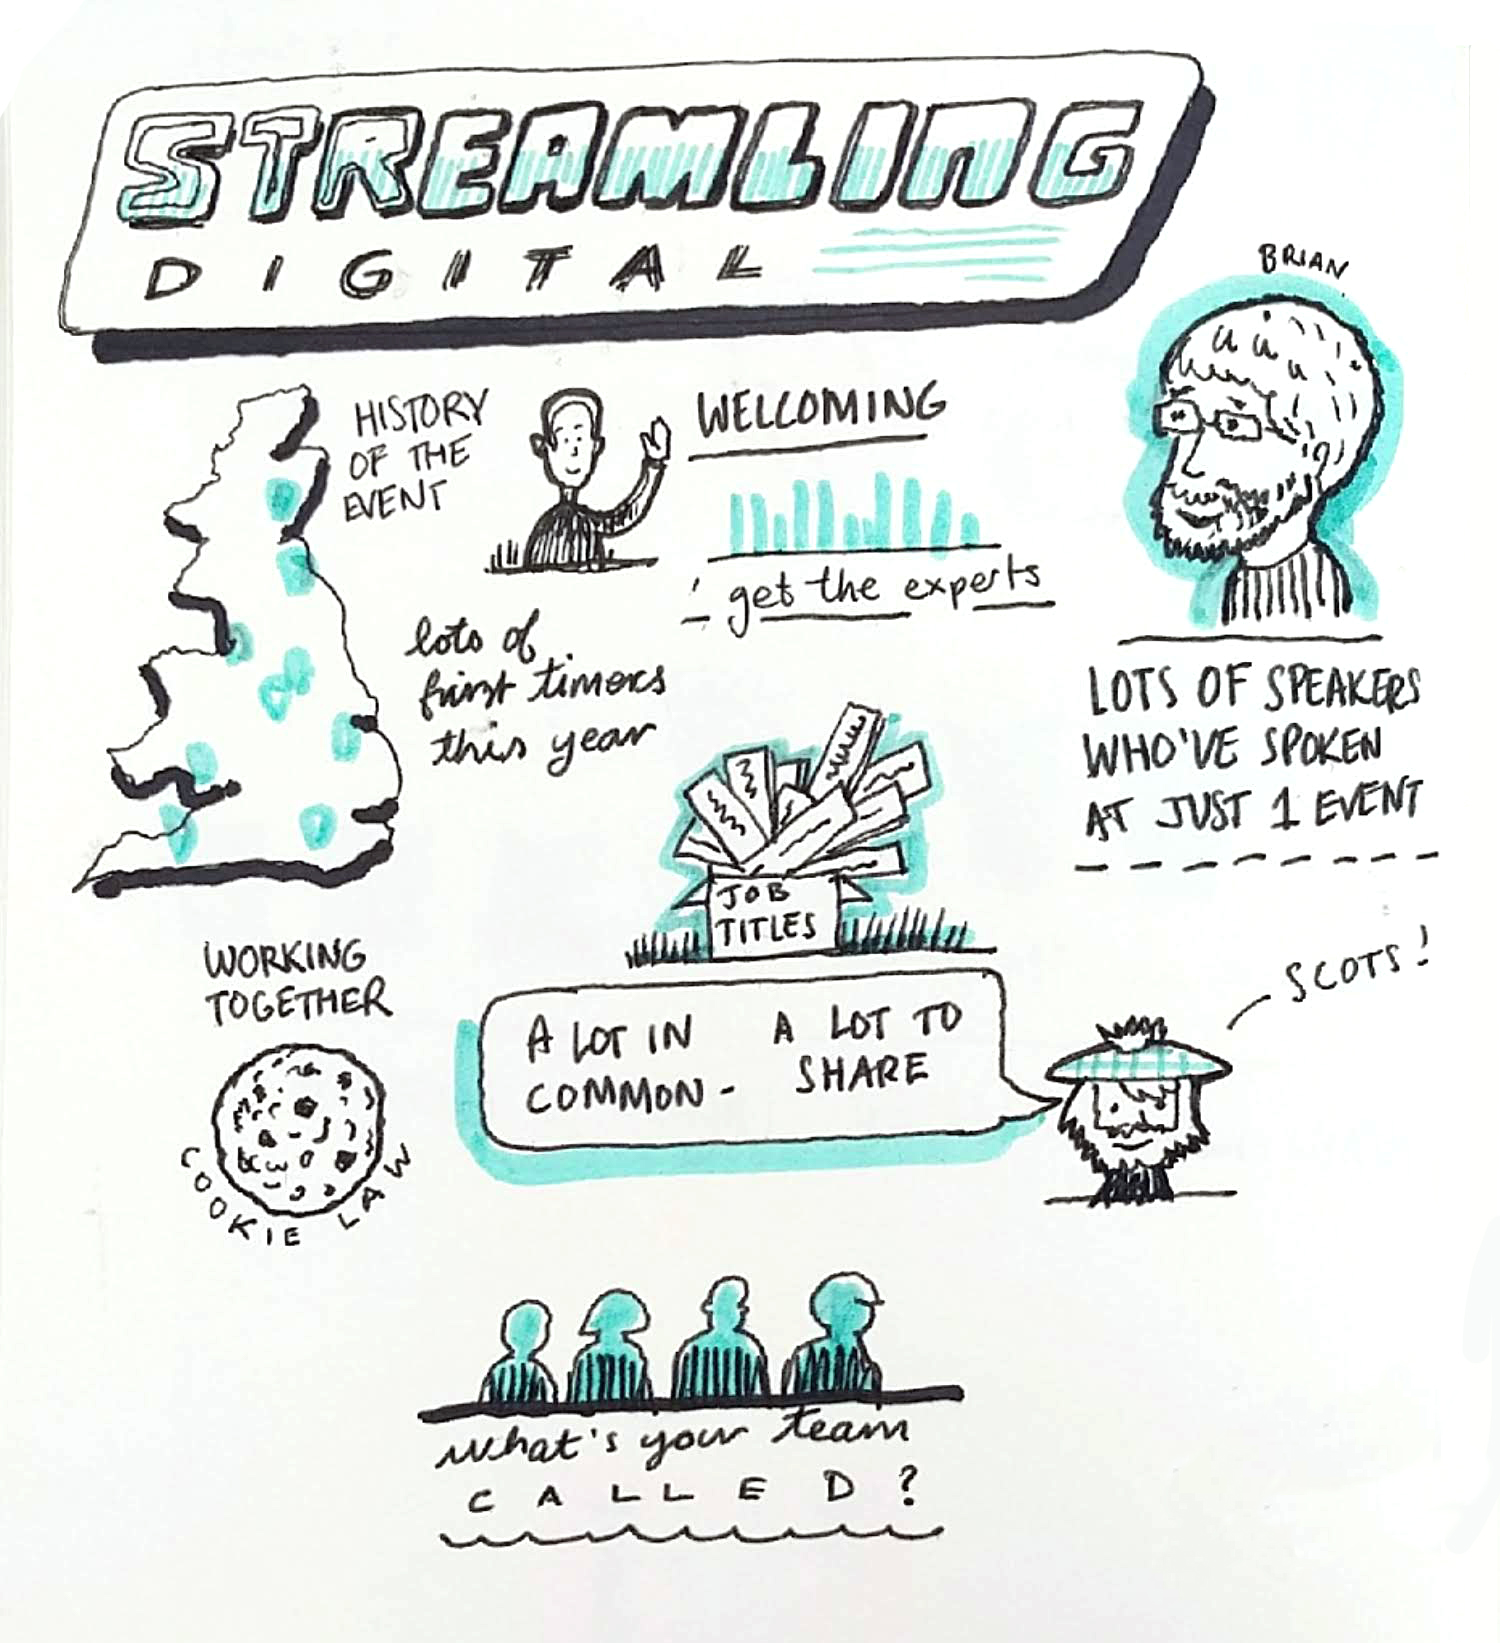 STREAMLING
DIGITAL
BRIAN
HISTORY
OF THE
EVENT
WELCOMING
! get the experts
lots of
first timers
this year
LOTS OF SPEAKERS
WHO'VE SPOKEN
AT JUST 1 EVENT
JOB
TITLES
WORKING
TOGETHER
COOKIE LAW
A LOT IN
COMMON -
A LOT TO
SHARE
SCOTS!
what's your team
CALLED?